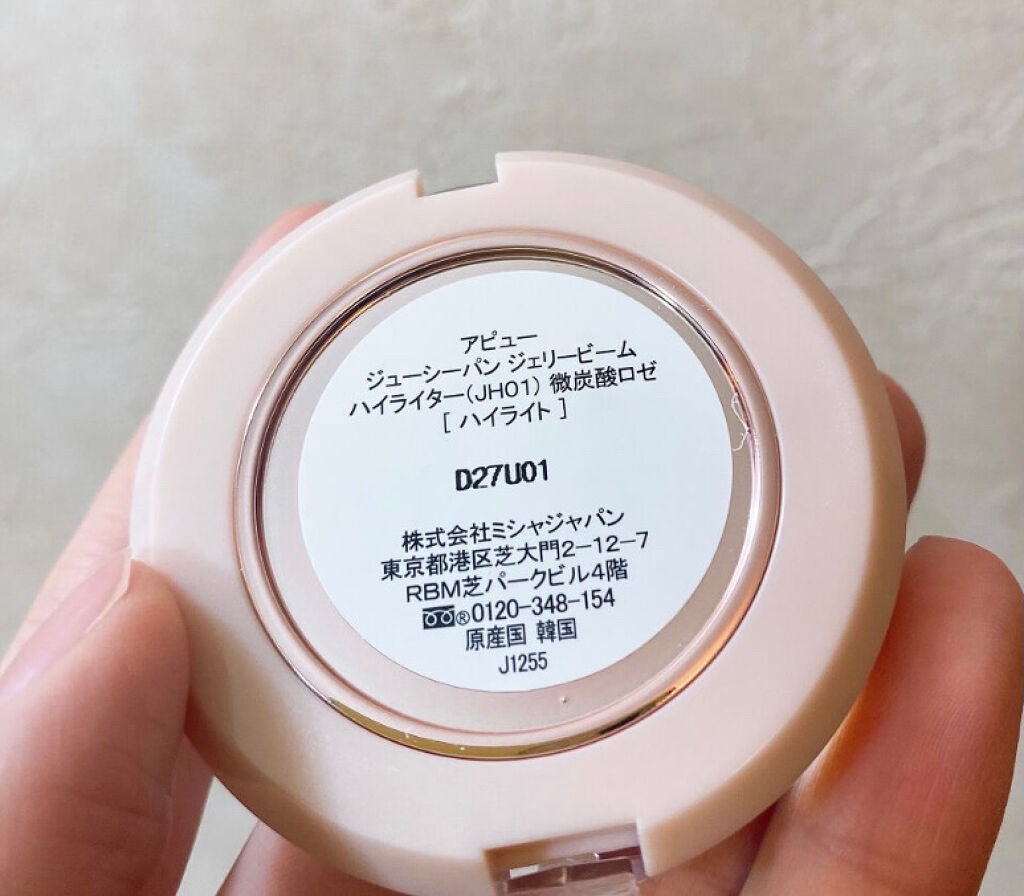 アピュー
ジューシーパン ジェリービーム
ハイライター(JH01) 微炭酸ロゼ
[ ハイライト ]
D27U01
株式会社ミシャジャパン
東京都港区芝大門2-12-7
RBM芝パークビル4階
®0120-348-154
原産国 韓国
J1255